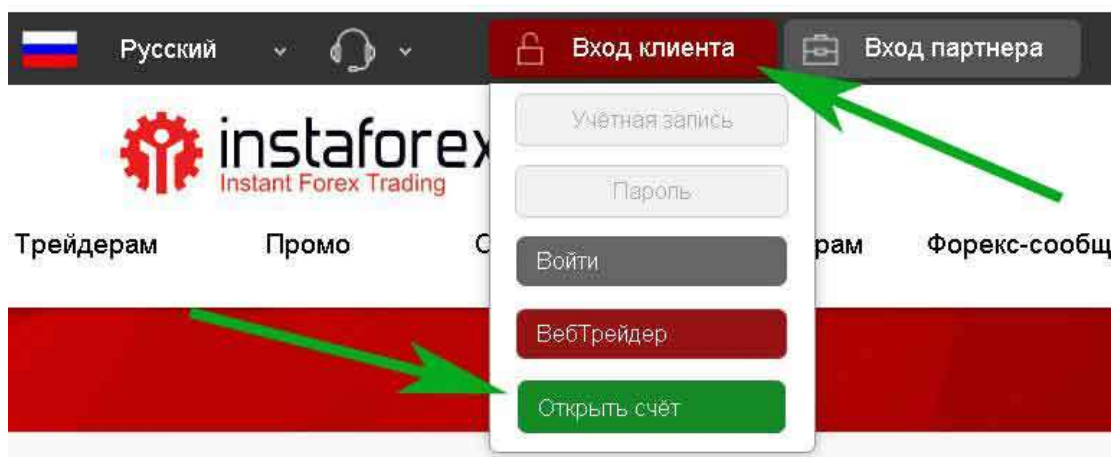 Русский
Вход клиента
Вход партнера
instaforex
Instant Forex Trading
Учётная запись
Пароль
Трейдерам
Промо
Форекс-сообщ
Войти
ВебТрейдер
Открыть счёт